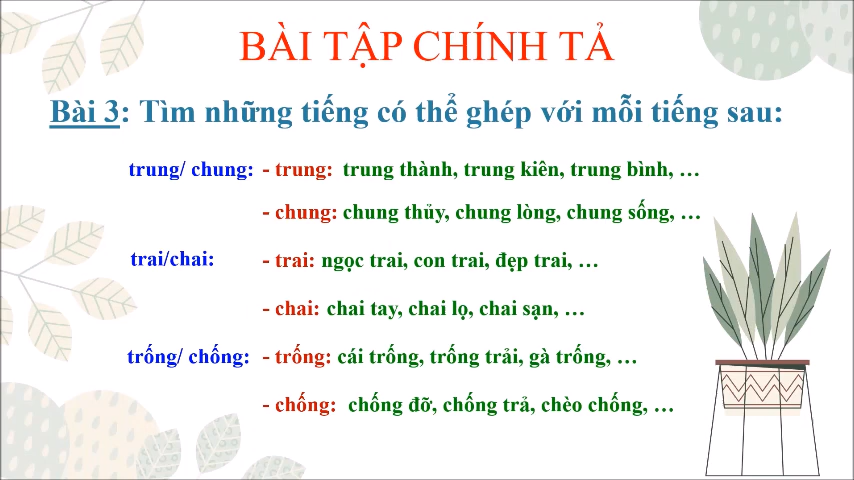 BÀI TẬP CHÍNH TẢ
Bài 3: Tìm những tiếng có thể ghép với mỗi tiếng sau:
trung/ chung: - trung: trung thành, trung kiên, trung bình, …
- chung: chung thủy, chung lòng, chung sống, …
trai/chai: - trai: ngọc trai, con trai, đẹp trai, …
- chai: chai tay, chai lọ, chai sạn, …
trống/ chống: - trống: cái trống, trống trải, gà trống, …
- chống: chống đỡ, chống trả, chèo chống, …